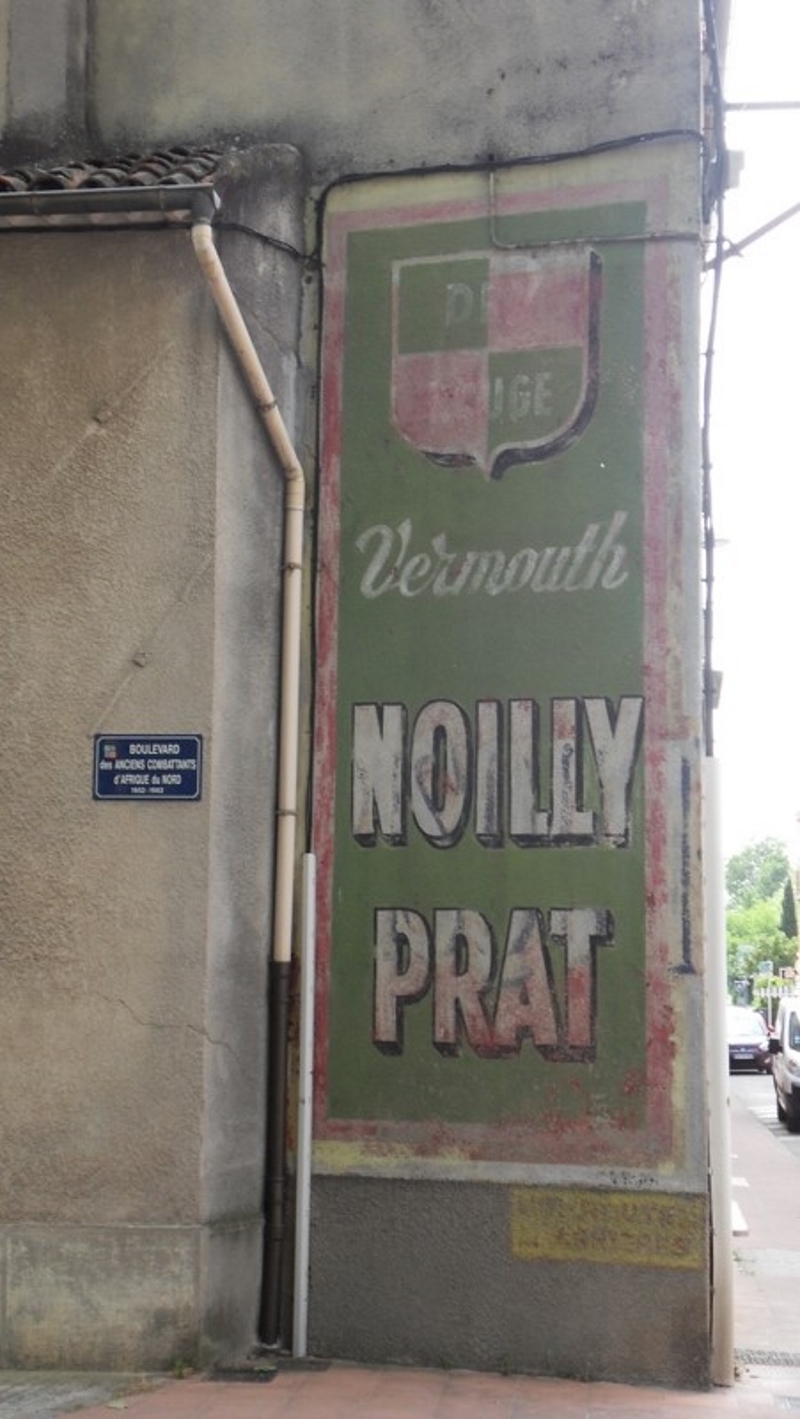 BOULEVARD
des ANCIENS COMBATTANTS
d'AFRIQUE du NORD
1952-1962
Vermouth
NOILLY
PRAT